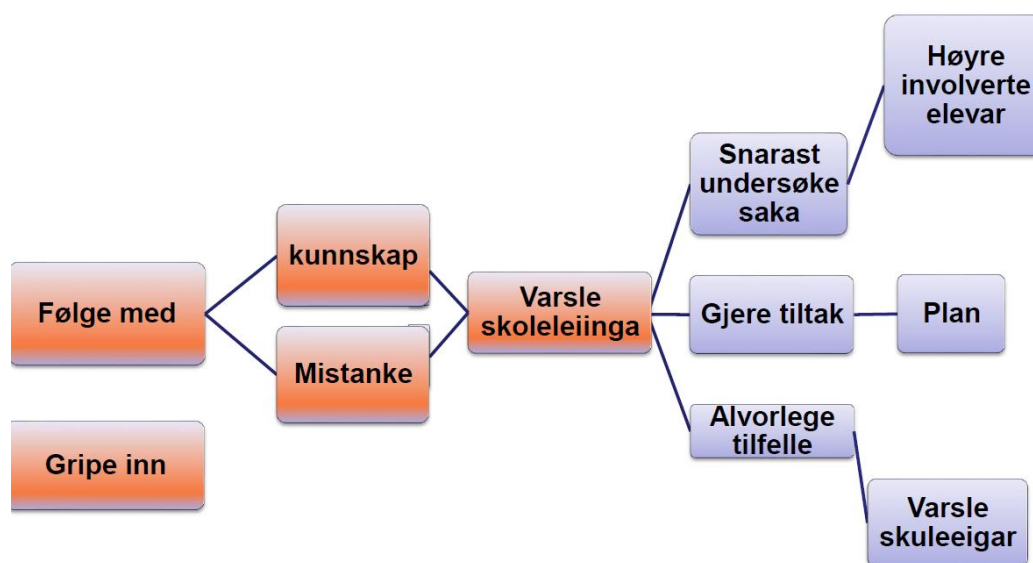 Følge med
Gripe inn
kunnskap
Mistanke
Varsle
skoleleiinga
Snarast
undersøke
saka
Høyre
involverte
elevar
Gjere tiltak
Plan
Alvorlege
tilfelle
Varsle
skuleeigar